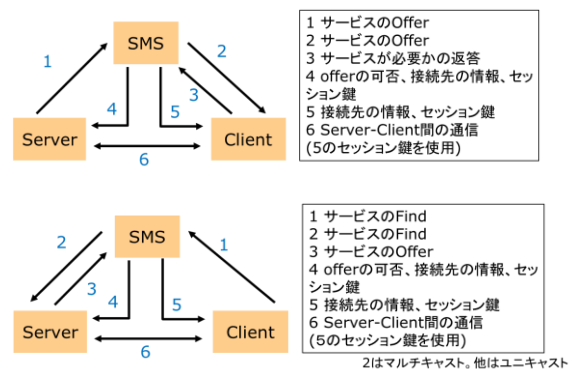 SMS
1
2
3
4
5
Server
Client
6
1 サービスのOffer
2 サービスのOffer
3 サービスが必要かの返答
4 offerの可否、接続先の情報、セッ
ション鍵
5 接続先の情報、セッション鍵
6 Server-Client間の通信
(5のセッション鍵を使用)
SMS
2
1
3
4
5
Server
Client
6
1 サービスのFind
2 サービスのFind
3 サービスのOffer
4 offerの可否、接続先の情報、セッ
ション鍵
5 接続先の情報、セッション鍵
6 Server-Client間の通信
(5のセッション鍵を使用)
2はマルチキャスト。他はユニキャスト